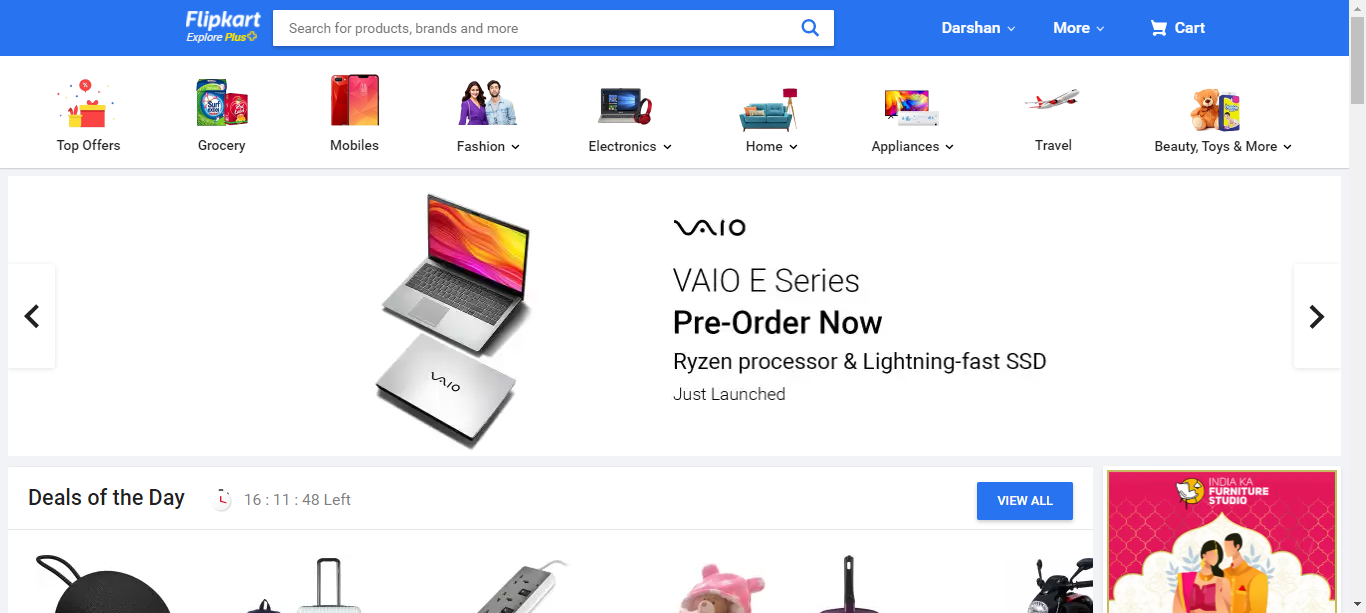 Flipkart
Explore Plus
Search for products, brands and more
Darshan
More
Cart
Top Offers
Grocery
Mobiles
Fashion
Electronics
Home
Appliances
Travel
Beauty, Toys & More
VAIO
VAIO E Series
Pre-Order Now
Ryzen processor & Lightning-fast SSD
Just Launched
VAIO
Deals of the Day
16 : 11 : 48 Left
VIEW ALL
INDIA KA
FURNITURE
STUDIO